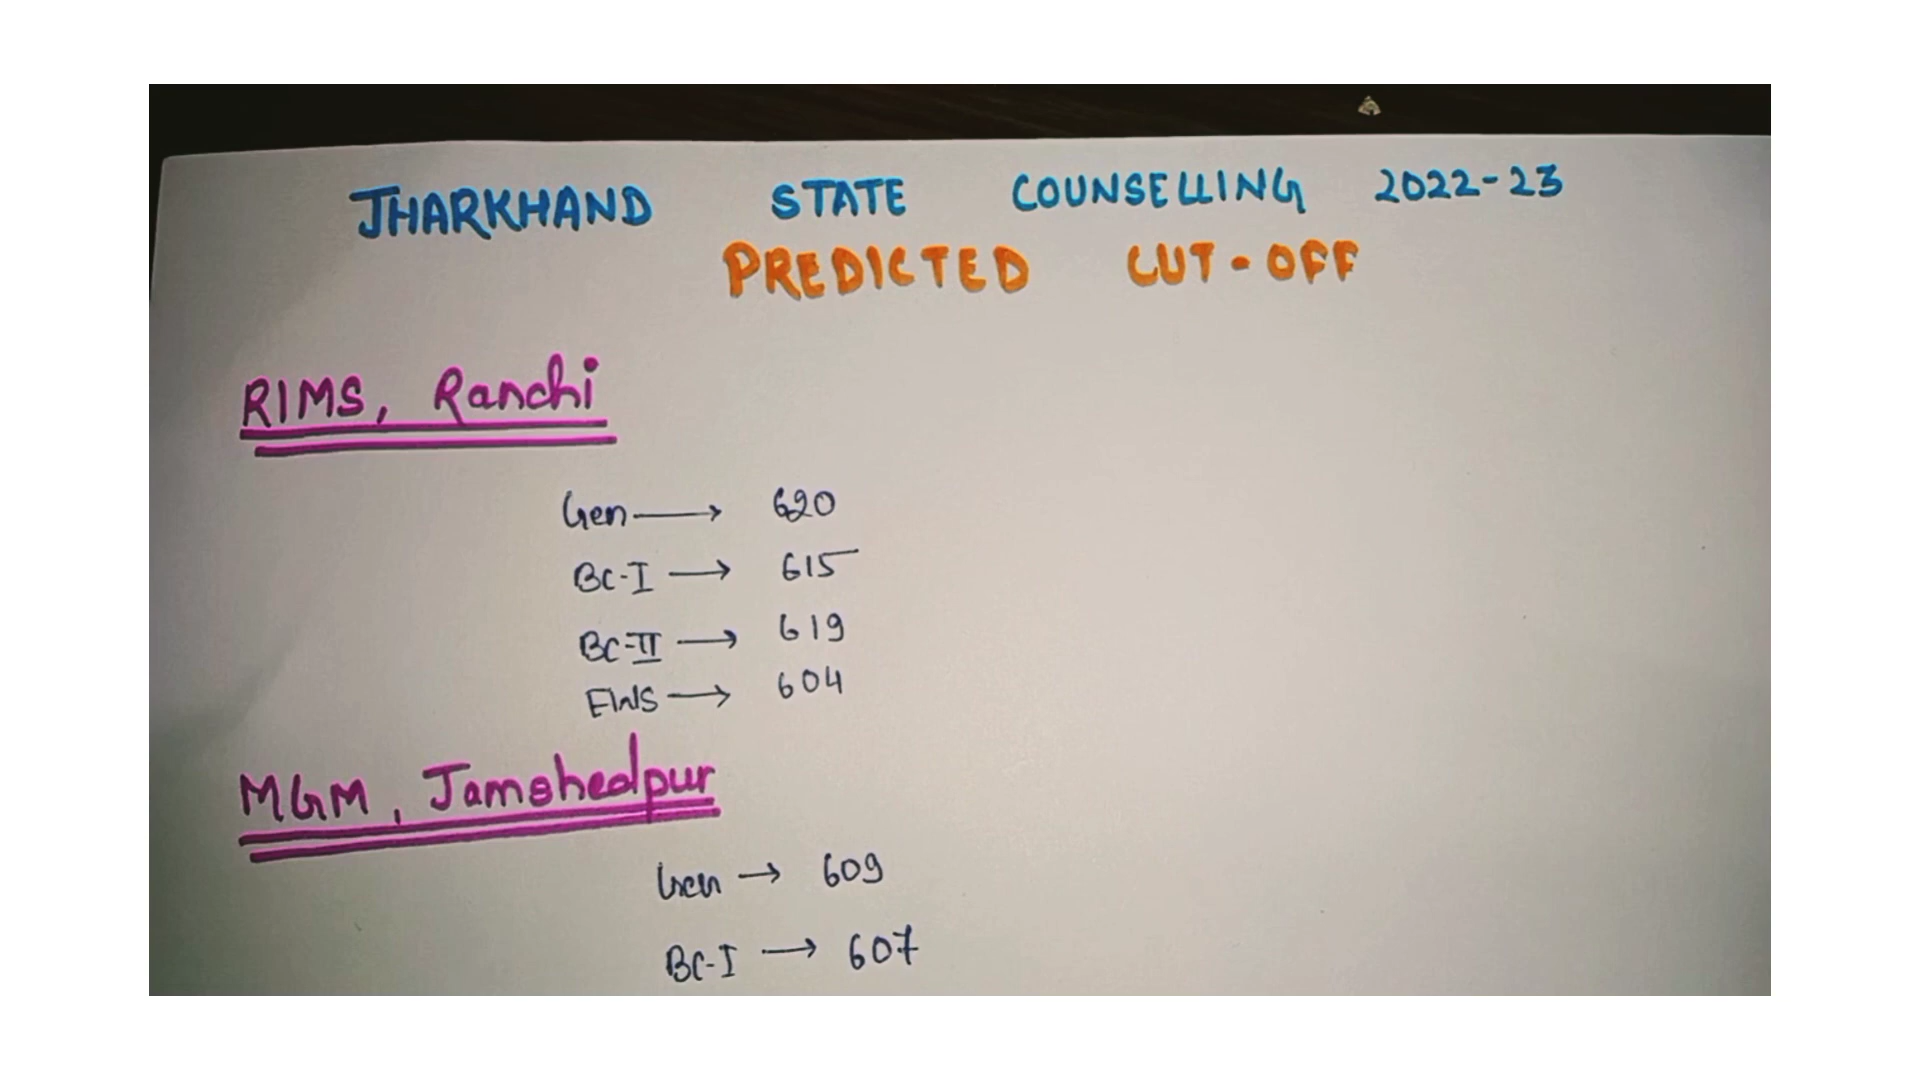 JHARKHAND STATE COUNSELLING 2022-23
PREDICTED CUT-OFF
RIMS, Ranchi
Gen → 620
BC-I → 615
BC-II → 619
EWS → 604
MGM, Jamshedpur
Gen → 609
BC-I → 607